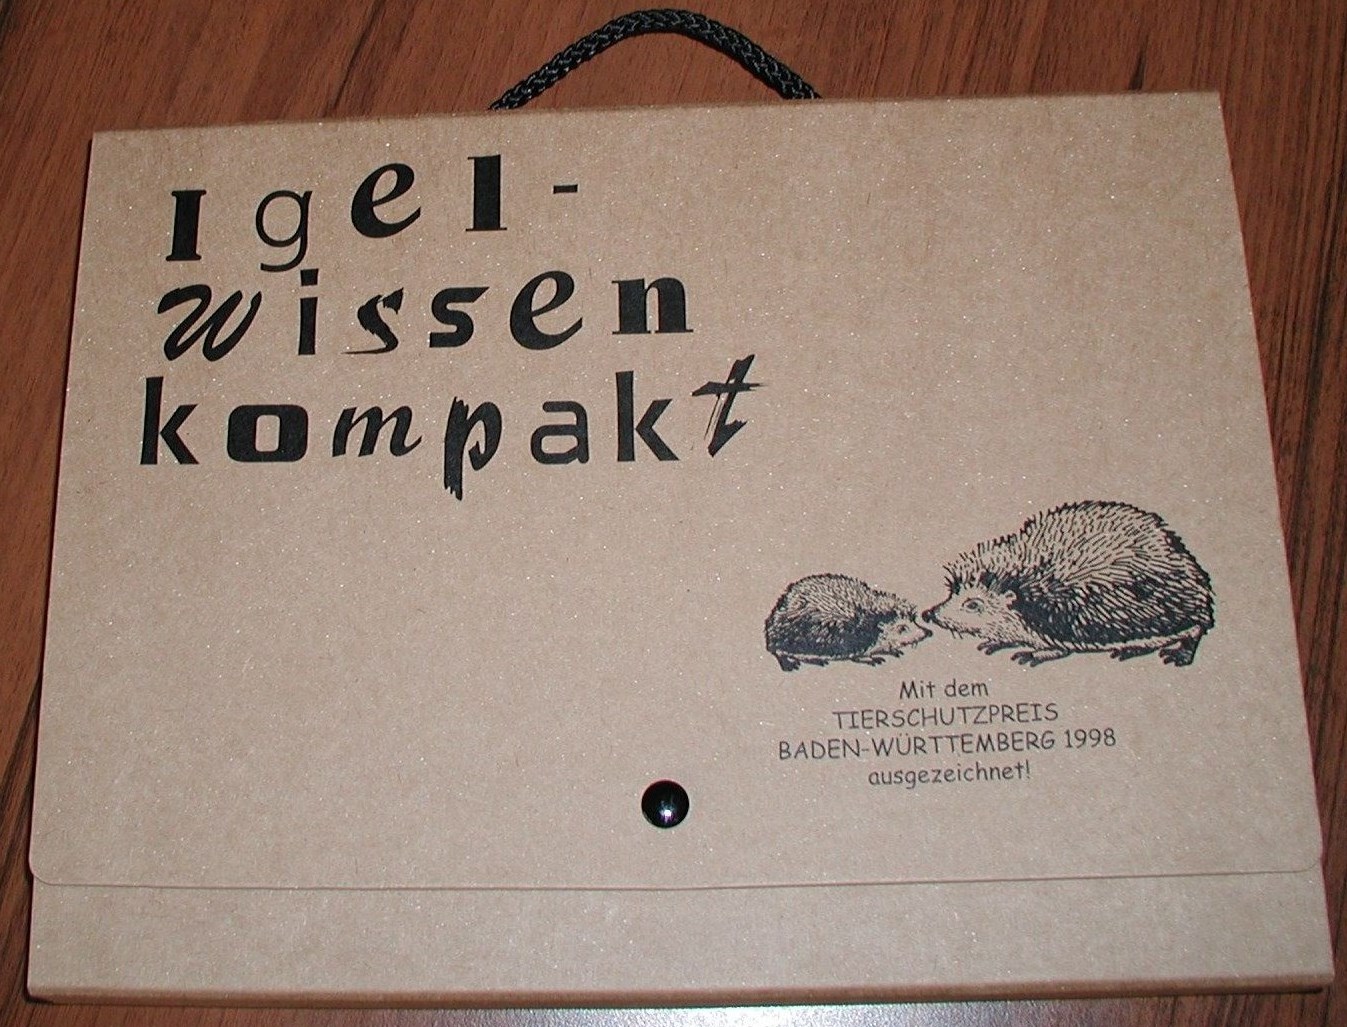 Igel-
wissen
kompakt
Mit dem
TIERSCHUTZPREIS
BADEN-WÜRTTEMBERG 1998
ausgezeichnet!